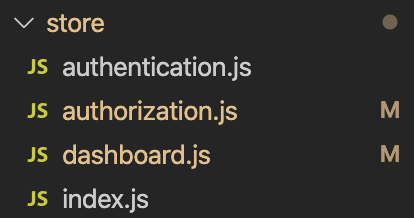 store
JS authentication.js
JS authorization.js M
JS dashboard.js M
JS index.js